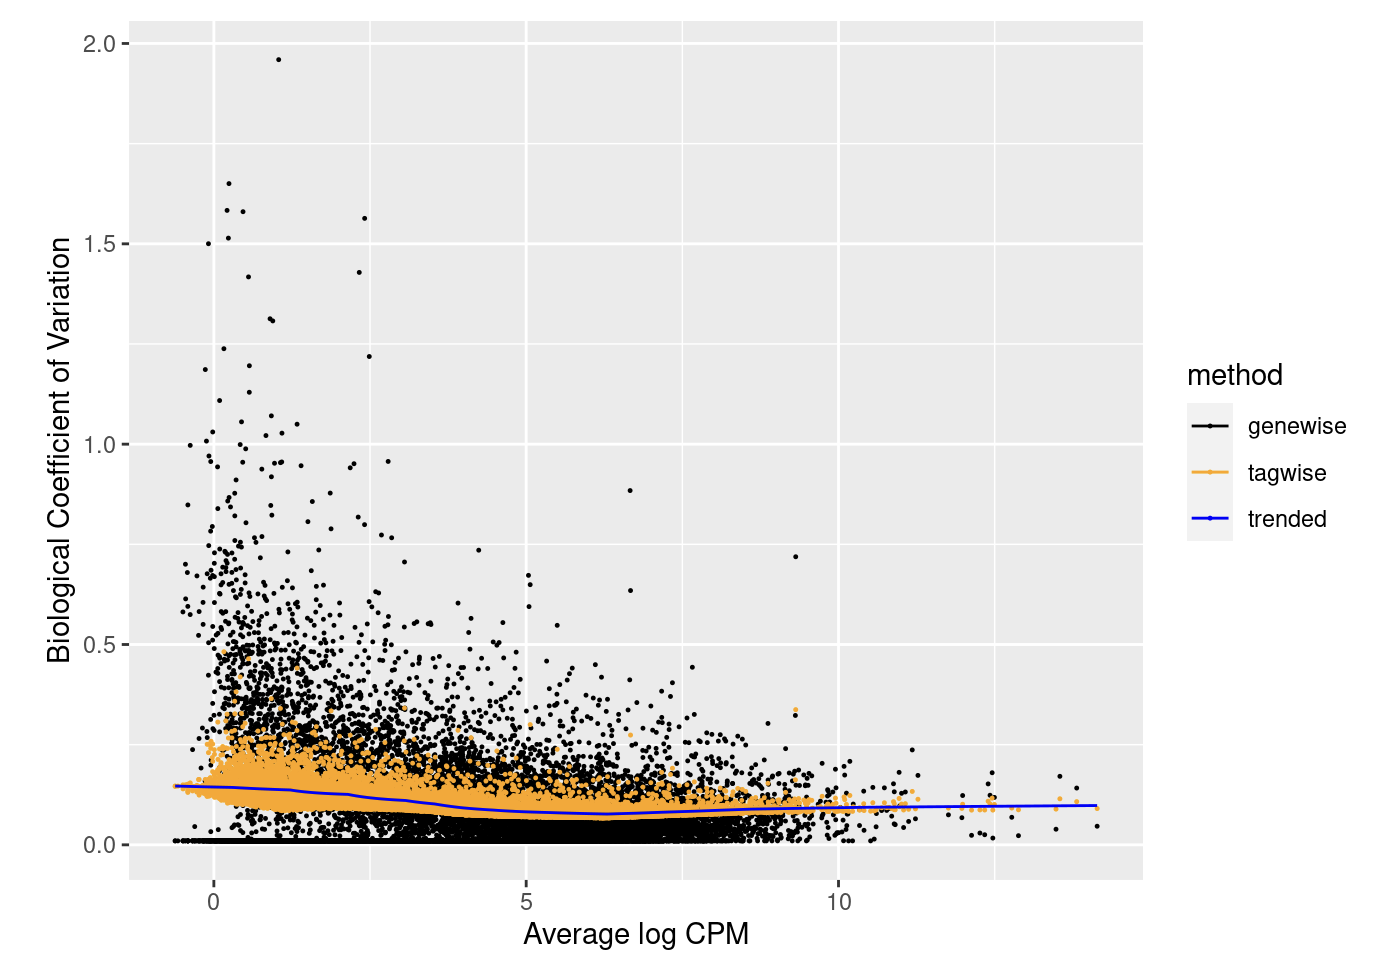 2.0
1.5
1.0
0.5
0.0
0
5
10
Average log CPM
Biological Coefficient of Variation
method
genewise
tagwise
trended